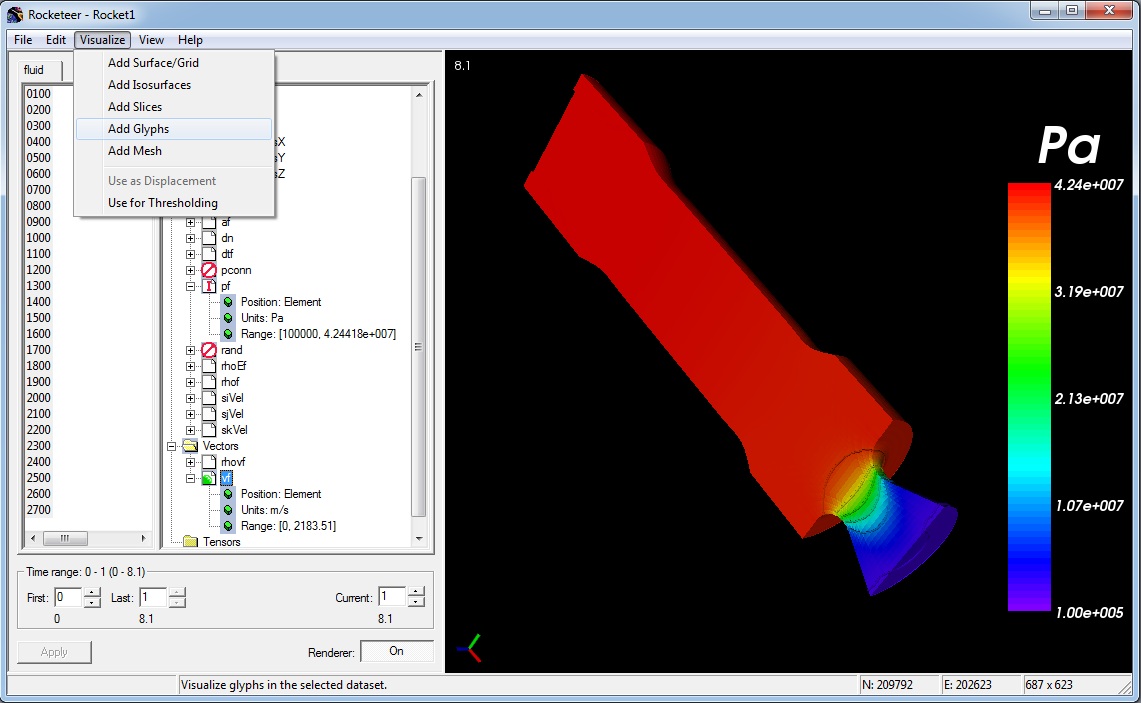 Rocketeer - Rocket1
File Edit Visualize View Help
Add Surface/Grid
Add Isosurfaces
Add Slices
Add Glyphs
Add Mesh
Use as Displacement
Use for Thresholding
fluid
0100
0200
0300
0400
0500
0600
0700
0800
0900
1000
1100
1200
1300
1400
1500
1600
1700
1800
1900
2000
2100
2200
2300
2400
2500
2600
2700
sX
sY
sZ
af
dn
dtf
pconn
pf
Position: Element
Units: Pa
Range: [100000, 4.24418e+007]
rand
rhoEf
rhof
siVel
sjVel
skVel
Vectors
rhovf
vf
Position: Element
Units: m/s
Range: [0, 2183.51]
Tensors
Time range: 0 - 1 (0 - 8.1)
First: 0 Last: 1 Current: 1
0 8.1 8.1
Apply Renderer: On
8.1
Pa
4.24e+007
3.19e+007
2.13e+007
1.07e+007
1.00e+005
Visualize glyphs in the selected dataset. N: 209792 E: 202623 687 x 623